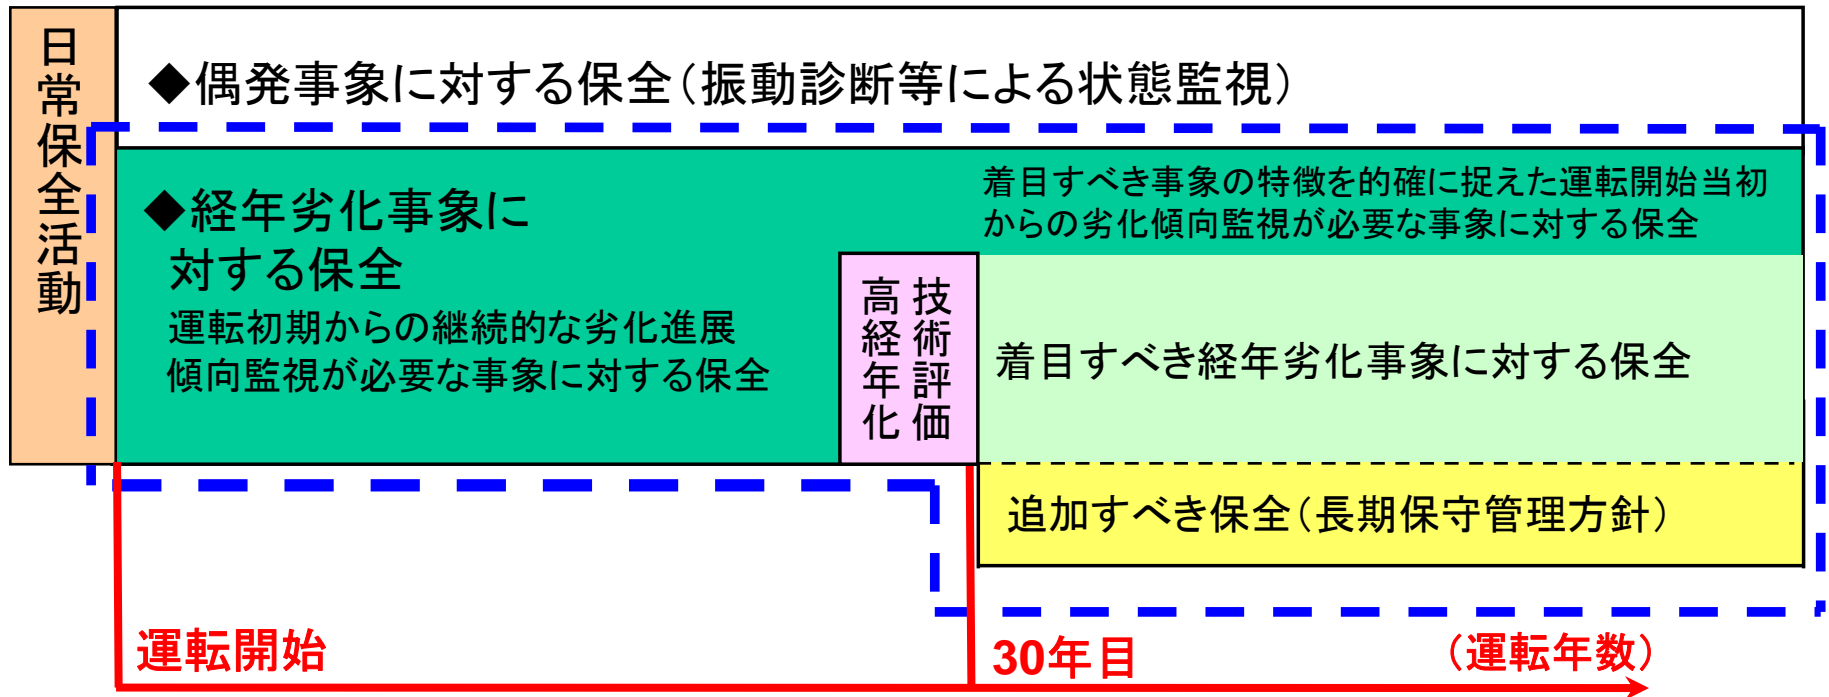 日常保全活動
◆偶発事象に対する保全（振動診断等による状態監視）
◆経年劣化事象に
対する保全
運転初期からの継続的な劣化進展
傾向監視が必要な事象に対する保全
着目すべき事象の特徴を的確に捉えた運転開始当初
からの劣化傾向監視が必要な事象に対する保全
高経年化
技術評価
着目すべき経年劣化事象に対する保全
追加すべき保全（長期保守管理方針）
運転開始
30年目
（運転年数）